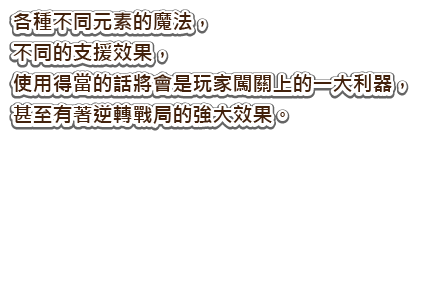 各種不同元素的魔法，
不同的支援效果，
使用得當的話將會是玩家闖關上的一大利器，
甚至有著逆轉戰局的強大效果。